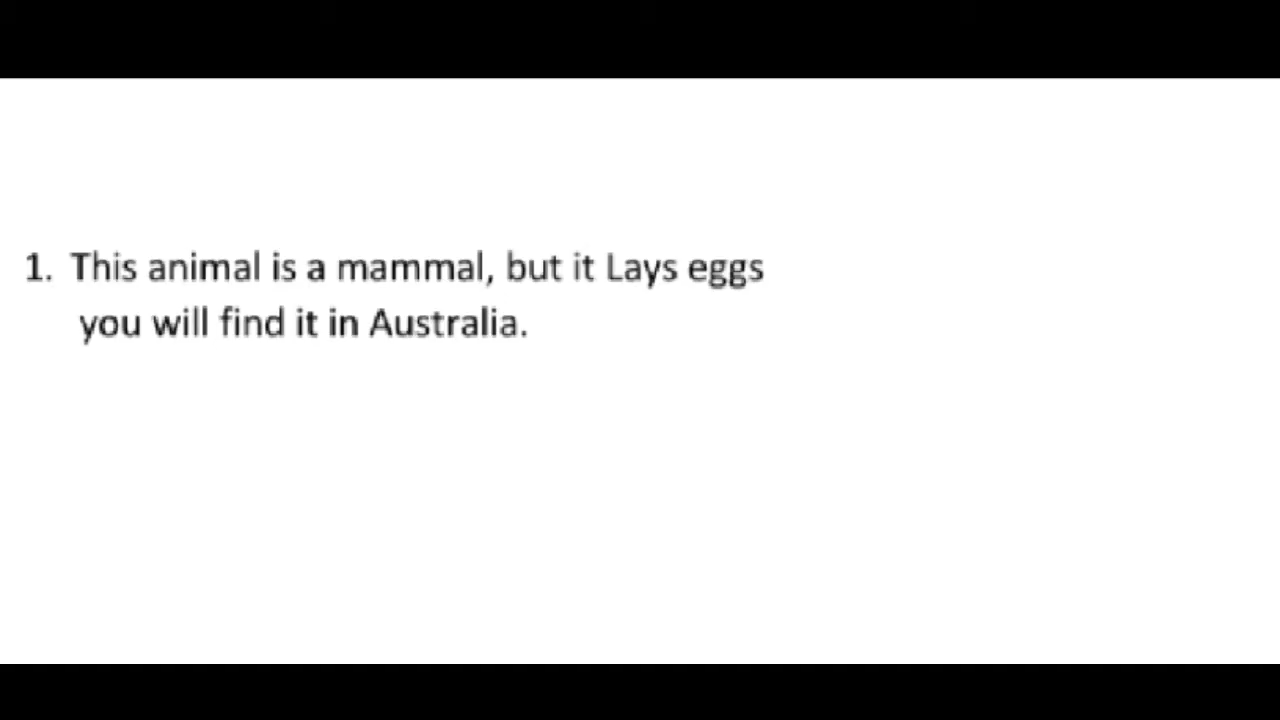 1. This animal is a mammal, but it Lays eggs
you will find it in Australia.